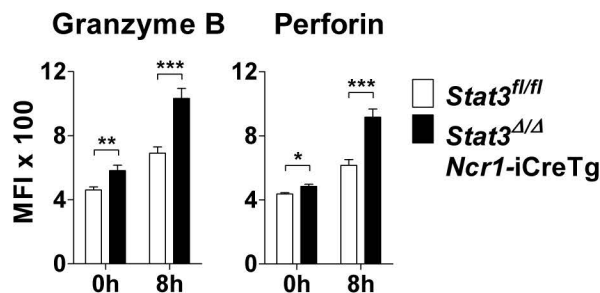 Granzyme B
Perforin
MFI x 100
12
8
4
0
**
***
0h
8h
12
8
4
0
*
***
0h
8h
Stat3fl/fl
Stat3Δ/Δ
Ncr1-iCreTg